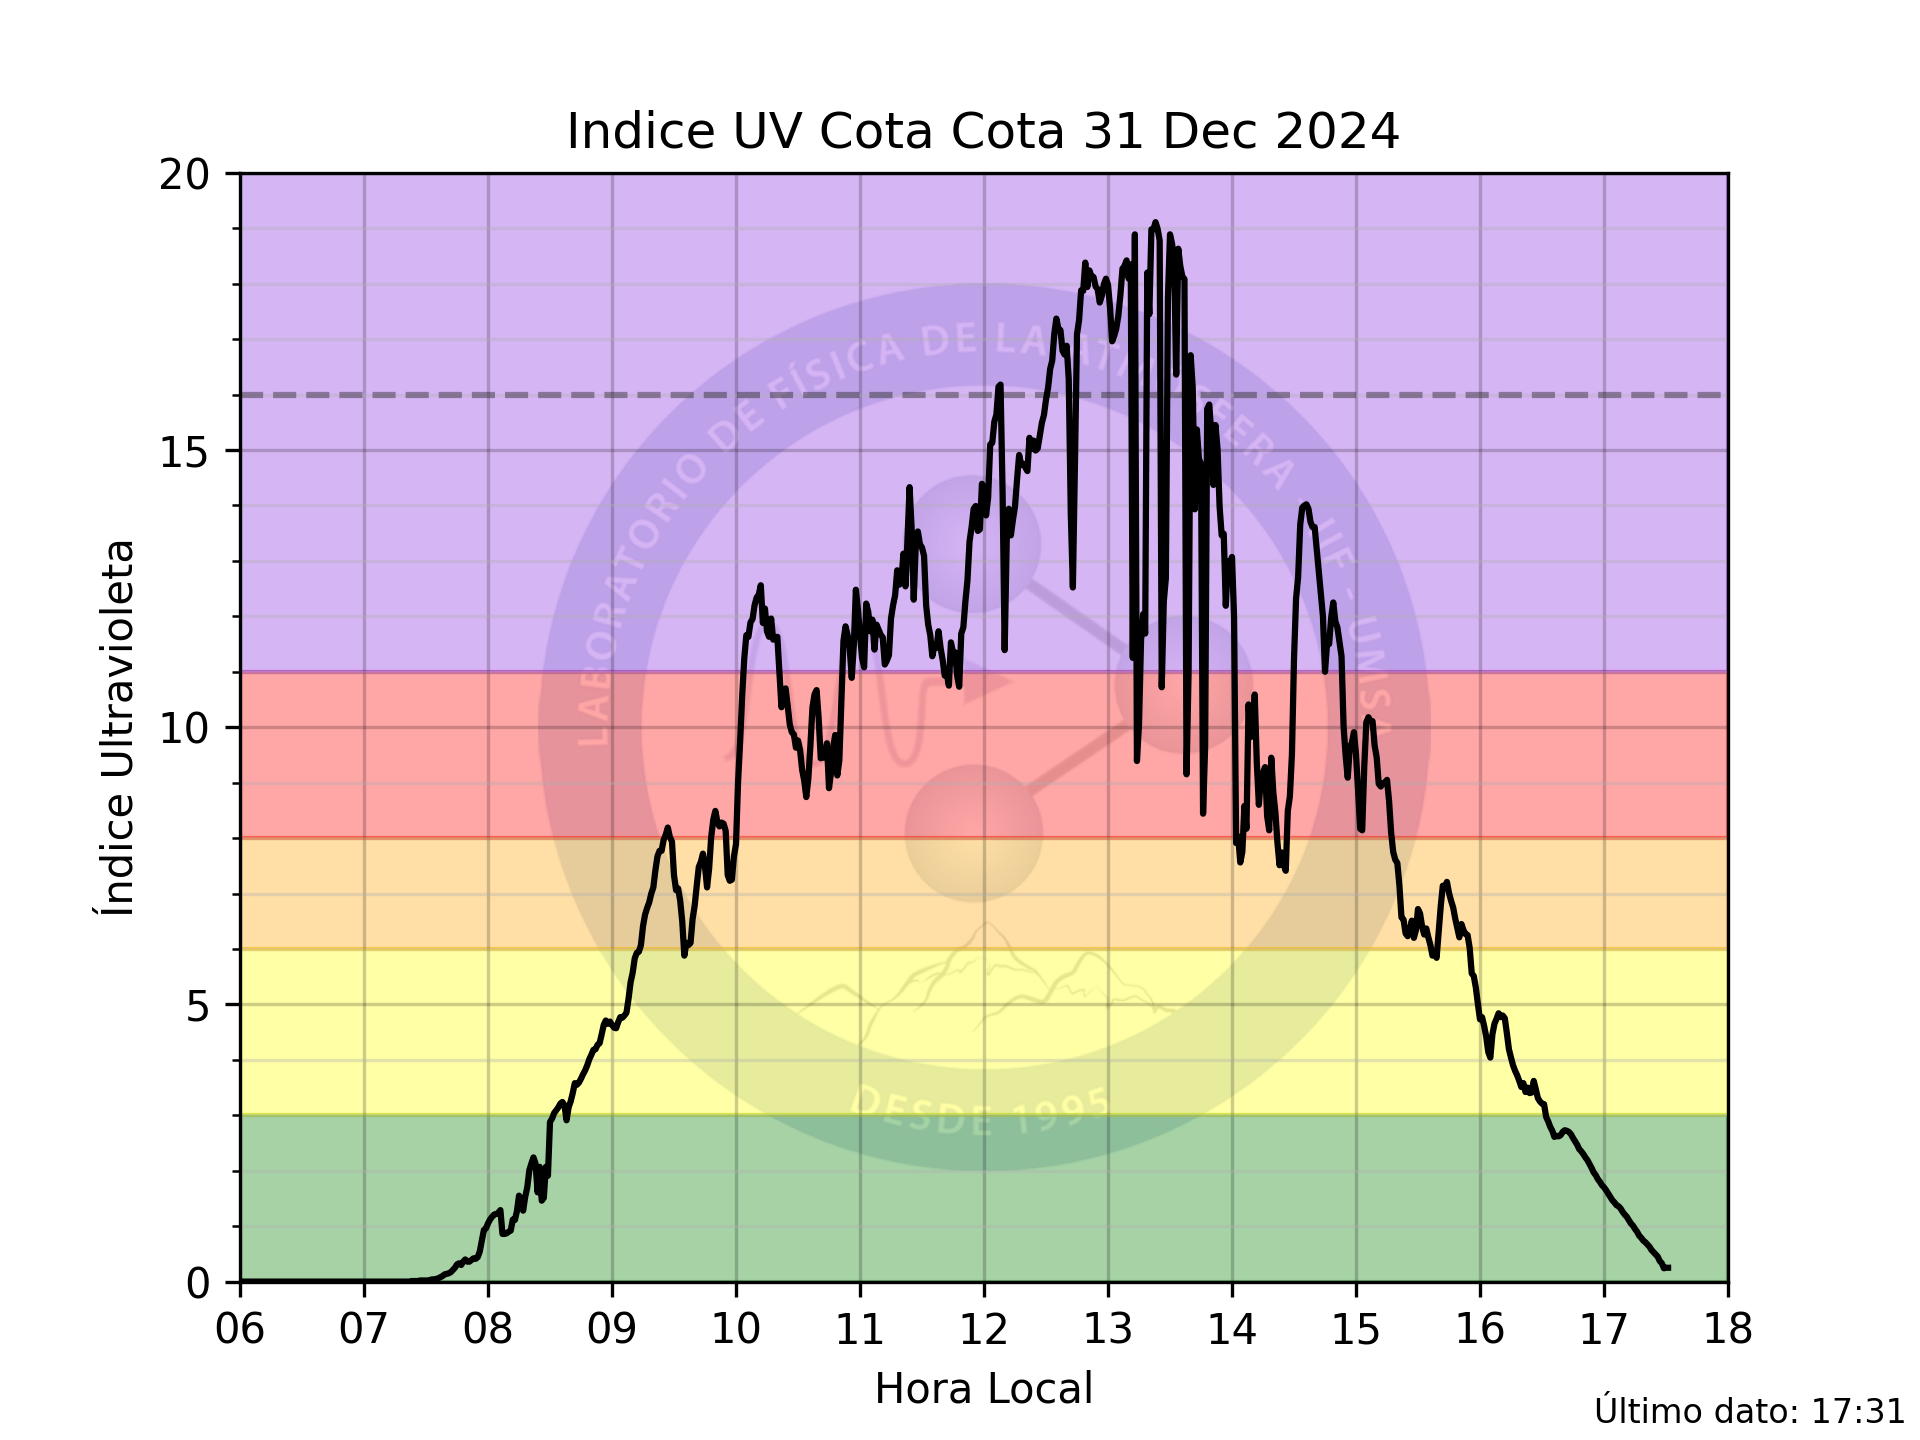 Indice UV Cota Cota 31 Dec 2024
20
15
10
5
0
Índice Ultravioleta
LABORATORIO DE FÍSICA DE LA ATMÓSFERA - IIF - UMSA
DESDE 1995
06 07 08 09 10 11 12 13 14 15 16 17 18
Hora Local
Último dato: 17:31